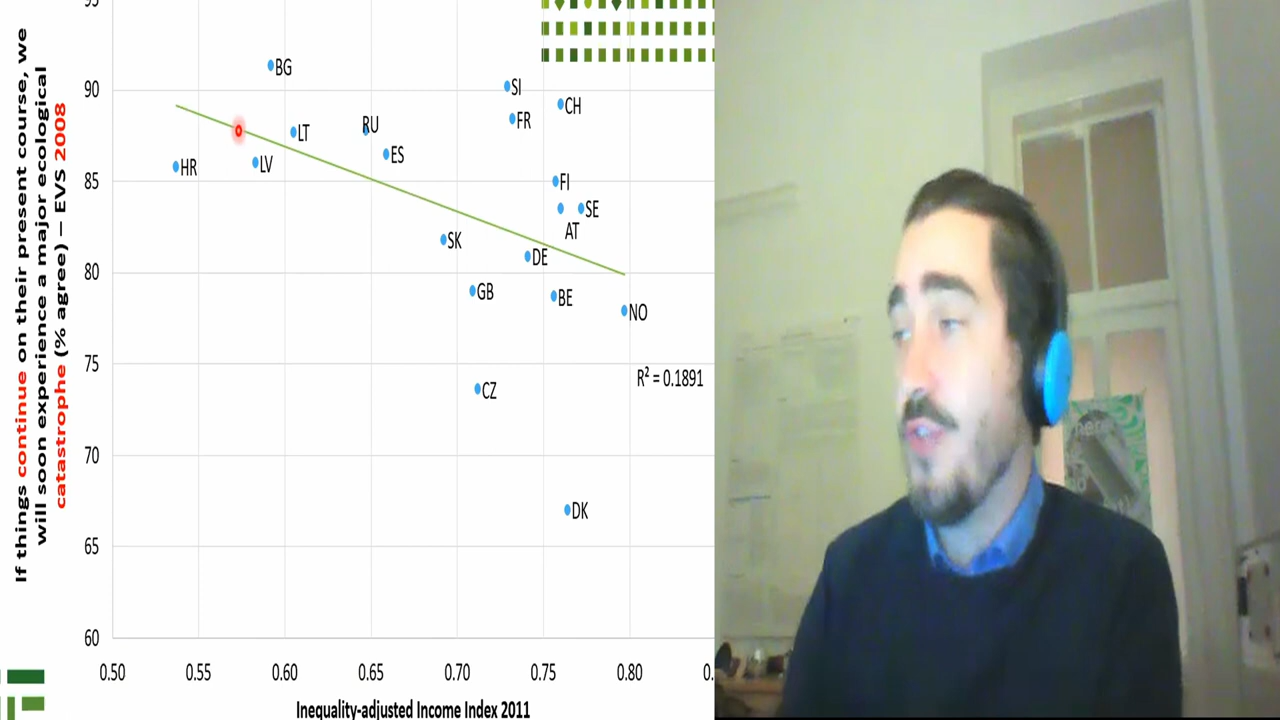 If things continue on their present course, we
will soon experience a major ecological
catastrophe (% agree) – EVS 2008
95
90
85
80
75
70
65
60
BG
SI
CH
FR
RU
LT
ES
LV
HR
FI
SE
AT
SK
DE
GB
BE
NO
R² = 0.1891
CZ
DK
0.50 0.55 0.60 0.65 0.70 0.75 0.80
Inequality-adjusted Income Index 2011